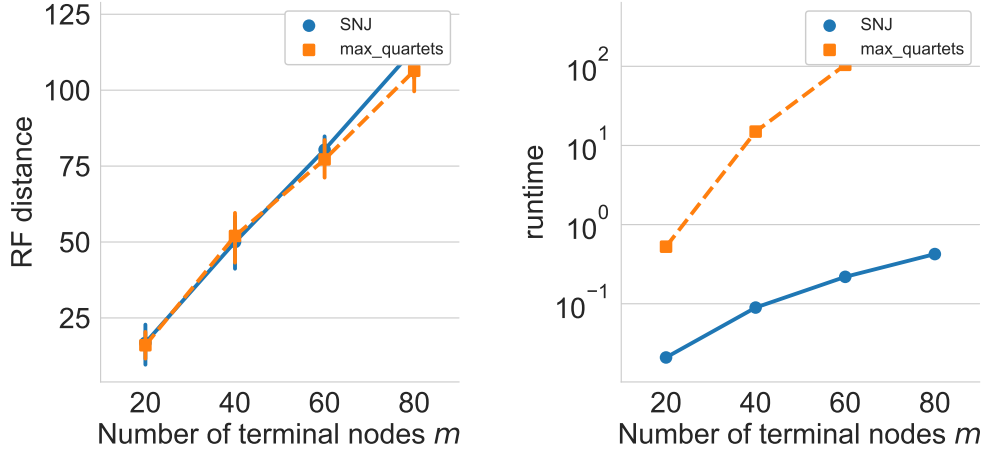 125
100
75
50
25
RF distance
20 40 60 80
Number of terminal nodes m
SNJ
max_quartets
10²
10¹
10⁰
10⁻¹
runtime
20 40 60 80
Number of terminal nodes m
SNJ
max_quartets